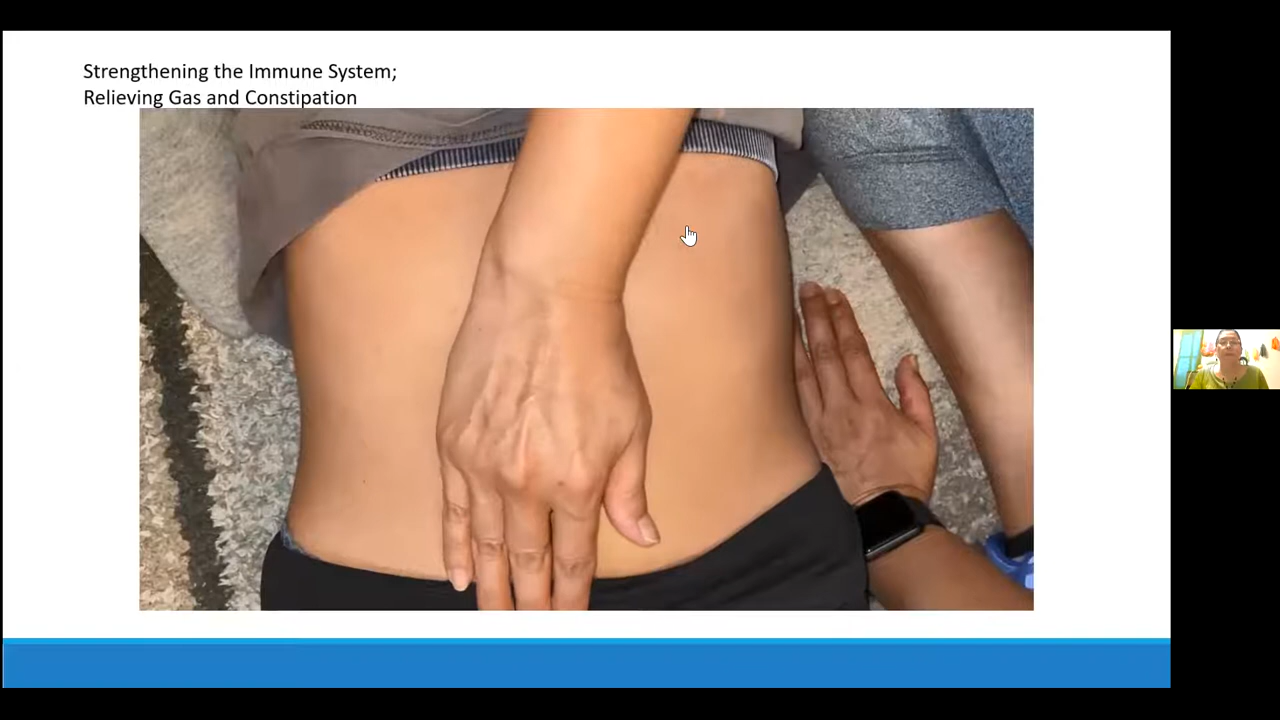 Strengthening the Immune System;
Relieving Gas and Constipation